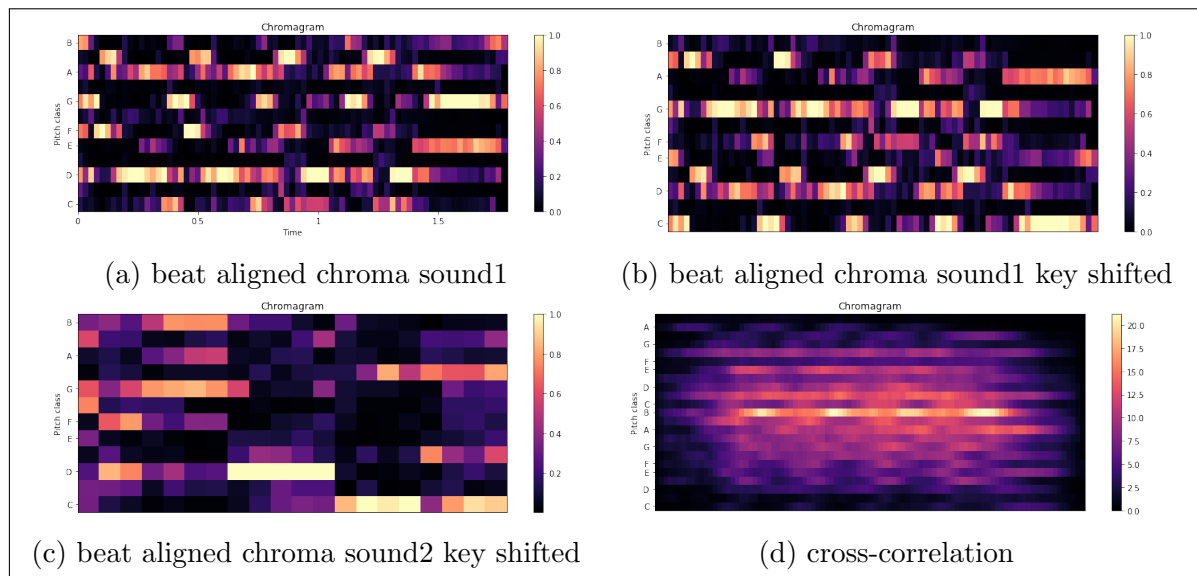 Chromagram
B
A
G
F
E
D
C
Pitch class
0
0.5
1
1.5
Time
1.0
0.8
0.6
0.4
0.2
0.0
(a) beat aligned chroma sound1
Chromagram
B
A
G
F
E
D
C
Pitch class
1.0
0.8
0.6
0.4
0.2
0.0
(b) beat aligned chroma sound1 key shifted
Chromagram
B
A
G
F
E
D
C
Pitch class
1.0
0.8
0.6
0.4
0.2
(c) beat aligned chroma sound2 key shifted
Chromagram
A
G
F
E
D
C
B
A
G
F
E
D
C
Pitch class
20.0
17.5
15.0
12.5
10.0
7.5
5.0
2.5
0.0
(d) cross-correlation